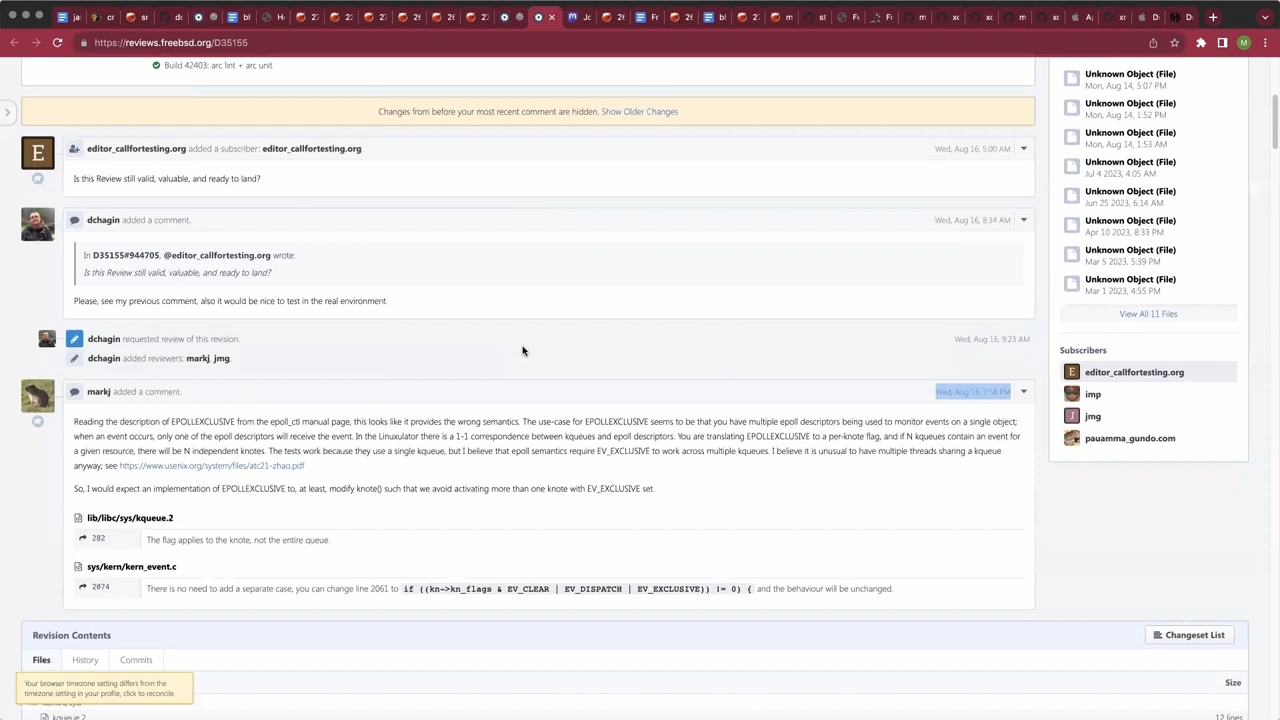 https://reviews.freebsd.org/D35155
Build 42403: arc lint + arc unit
Changes from before your most recent comment are hidden. Show Older Changes
editor_callfortesting.org added a subscriber: editor_callfortesting.org
Wed, Aug 16, 5:00 AM
Is this Review still valid, valuable, and ready to land?
dchagin added a comment.
Wed, Aug 16, 8:34 AM
In D35155#944705, @editor_callfortesting.org wrote:
Is this Review still valid, valuable, and ready to land?
Please, see my previous comment, also it would be nice to test in the real environment
dchagin requested review of this revision.
Wed, Aug 16, 9:23 AM
dchagin added reviewers: markj, jmg.
markj added a comment.
Wed, Aug 16, 7:58 PM
Reading the description of EPOLLEXCLUSIVE from the epoll_ctl manual page, this looks like it provides the wrong semantics. The use-case for EPOLLEXCLUSIVE seems to be that you have multiple epoll descriptors being used to monitor events on a single object;
when an event occurs, only one of the epoll descriptors will receive the event. In the Linuxulator there is a 1-1 correspondence between kqueues and epoll descriptors. You are translating EPOLLEXCLUSIVE to a per-knote flag, and if N kqueues contain an event for
a given resource, there will be N independent knotes. The tests work because they use a single kqueue, but I believe that epoll semantics require EV_EXCLUSIVE to work across multiple kqueues. I believe it is unusual to have multiple threads sharing a kqueue
anyway, see https://www.usenix.org/system/files/atc21-zhao.pdf
So, I would expect an implementation of EPOLLEXCLUSIVE to, at least, modify knote() such that we avoid activating more than one knote with EV_EXCLUSIVE set.
lib/libc/sys/kqueue.2
282
The flag applies to the knote, not the entire queue.
sys/kern/kern_event.c
2874
There is no need to add a separate case, you can change line 2061 to if ((kn->kn_flags & EV_CLEAR | EV_DISPATCH | EV_EXCLUSIVE)) != 0) { and the behaviour will be unchanged.
Revision Contents
Changeset List
Files
History
Commits
Size
Your browser timezone setting differs from the
timezone setting in your profile, click to reconcile.
kqueue.2
12 lines
Unknown Object (File)
Mon, Aug 14, 5:07 PM
Unknown Object (File)
Mon, Aug 14, 1:52 PM
Unknown Object (File)
Mon, Aug 14, 1:53 AM
Unknown Object (File)
Jul 4 2023, 4:05 AM
Unknown Object (File)
Jun 25 2023, 6:14 AM
Unknown Object (File)
Apr 10 2023, 8:33 PM
Unknown Object (File)
Mar 5 2023, 5:39 PM
Unknown Object (File)
Mar 1 2023, 4:55 PM
View All 11 Files
Subscribers
editor_callfortesting.org
imp
jmg
pauamma_gundo.com